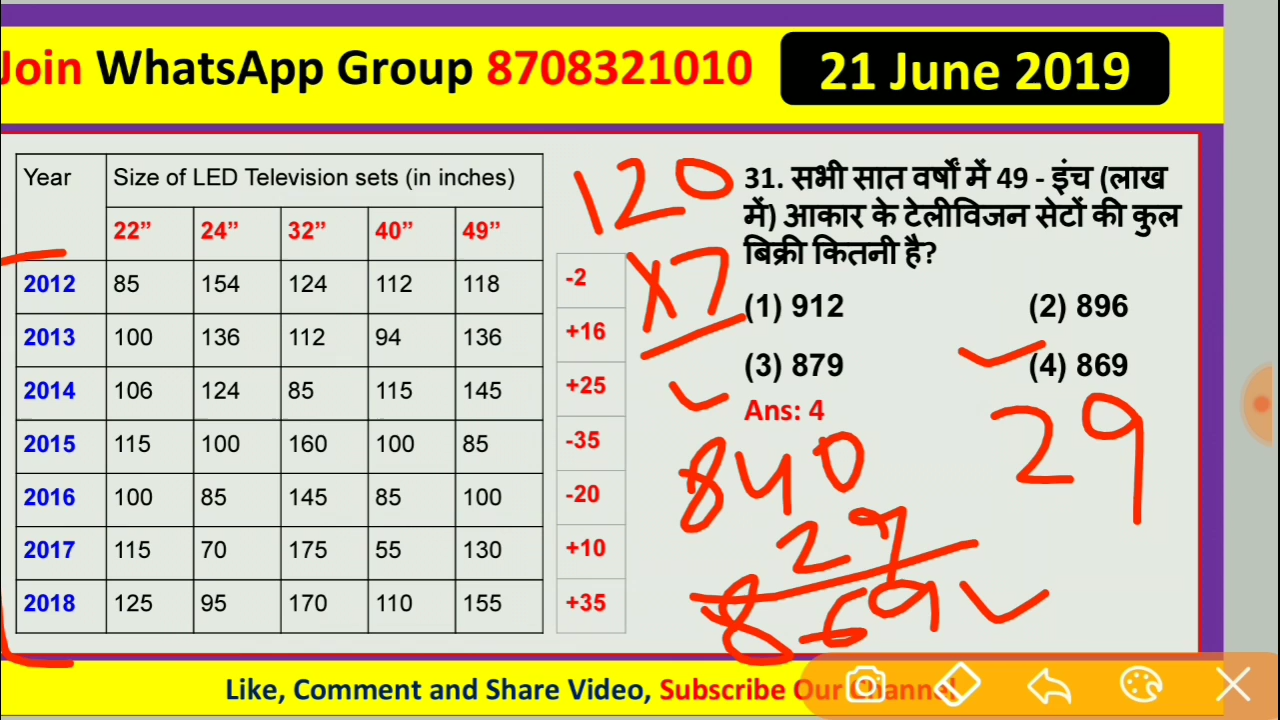 Join WhatsApp Group 8708321010
21 June 2019
Year Size of LED Television sets (in inches)
22” 24” 32” 40” 49”
2012 85 154 124 112 118 -2
2013 100 136 112 94 136 +16
2014 106 124 85 115 145 +25
2015 115 100 160 100 85 -35
2016 100 85 145 85 100 -20
2017 115 70 175 55 130 +10
2018 125 95 170 110 155 +35
120
X7
840
29
869
31. सभी सात वर्षों में 49 - इंच (लाख
में) आकार के टेलीविजन सेटों की कुल
बिक्री कितनी है?
(1) 912 (2) 896
(3) 879 (4) 869
Ans: 4
29
Like, Comment and Share Video, Subscribe Our Channel